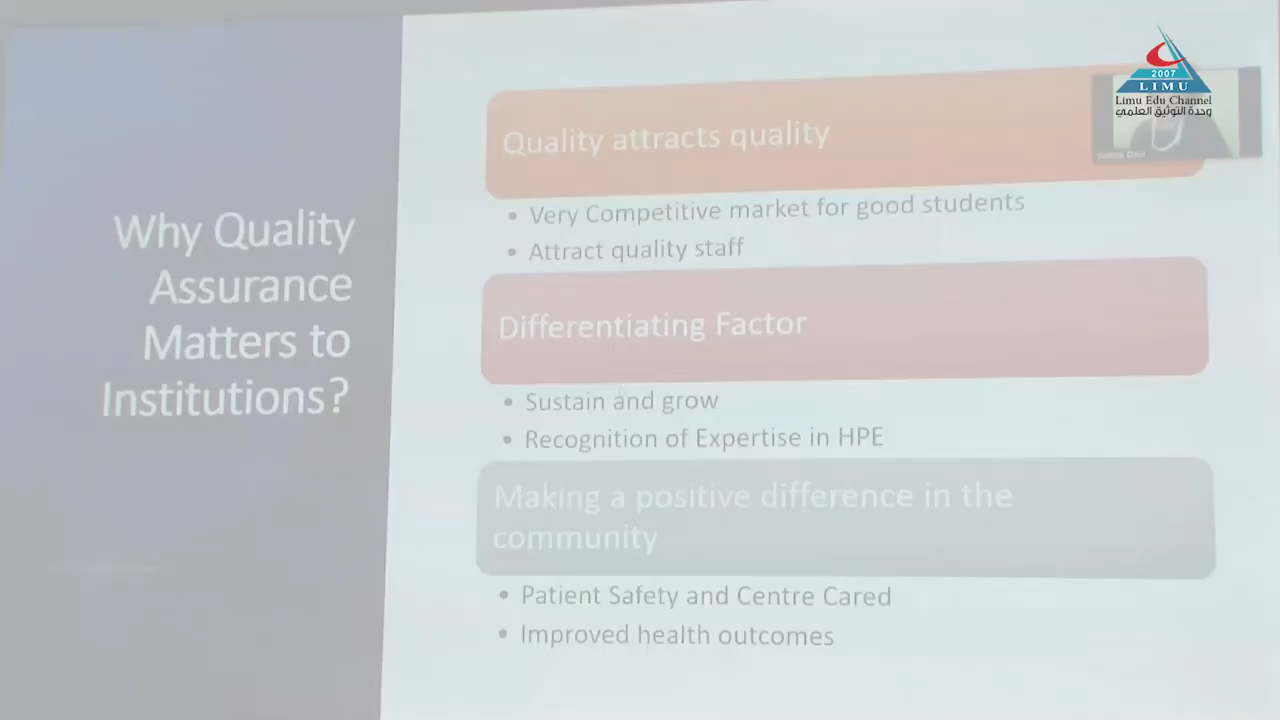 Why Quality
Assurance
Matters to
Institutions?
Quality attracts quality
• Very Competitive market for good students
• Attract quality staff
Differentiating Factor
• Sustain and grow
• Recognition of Expertise in HPE
Making a positive difference in the
community
• Patient Safety and Centre Cared
• Improved health outcomes
2007
LIMU
Limu Edu Channel
وحدة التوثيق العلمي